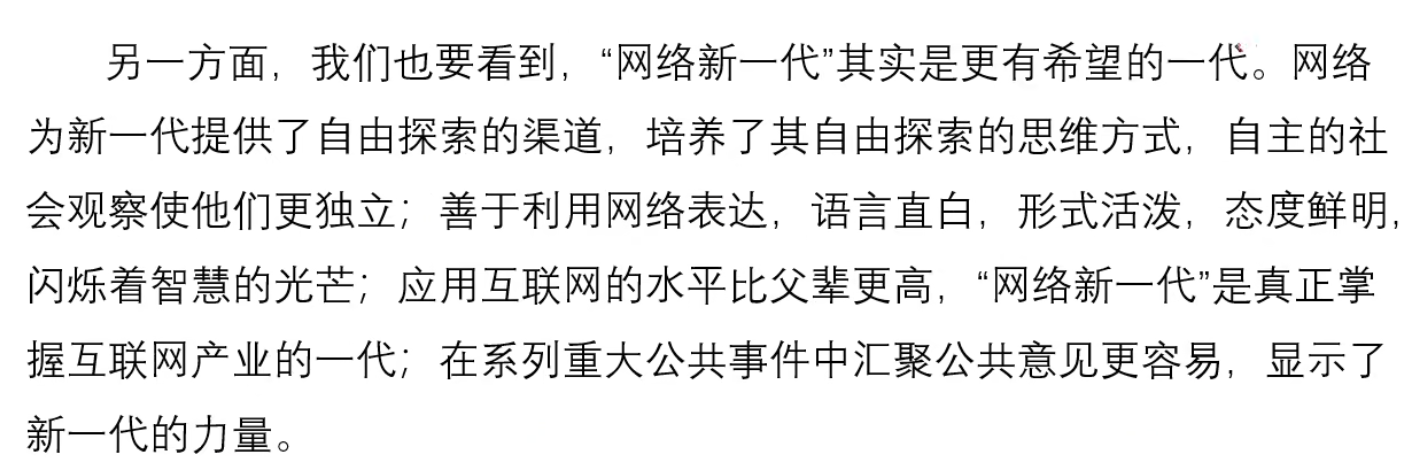 另一方面，我们也要看到，“网络新一代”其实是更有希望的一代。网络
为新一代提供了自由探索的渠道，培养了其自由探索的思维方式，自主的社
会观察使他们更独立；善于利用网络表达，语言直白，形式活泼，态度鲜明，
闪烁着智慧的光芒；应用互联网的水平比父辈更高，“网络新一代”是真正掌
握互联网产业的一代；在系列重大公共事件中汇聚公共意见更容易，显示了
新一代的力量。